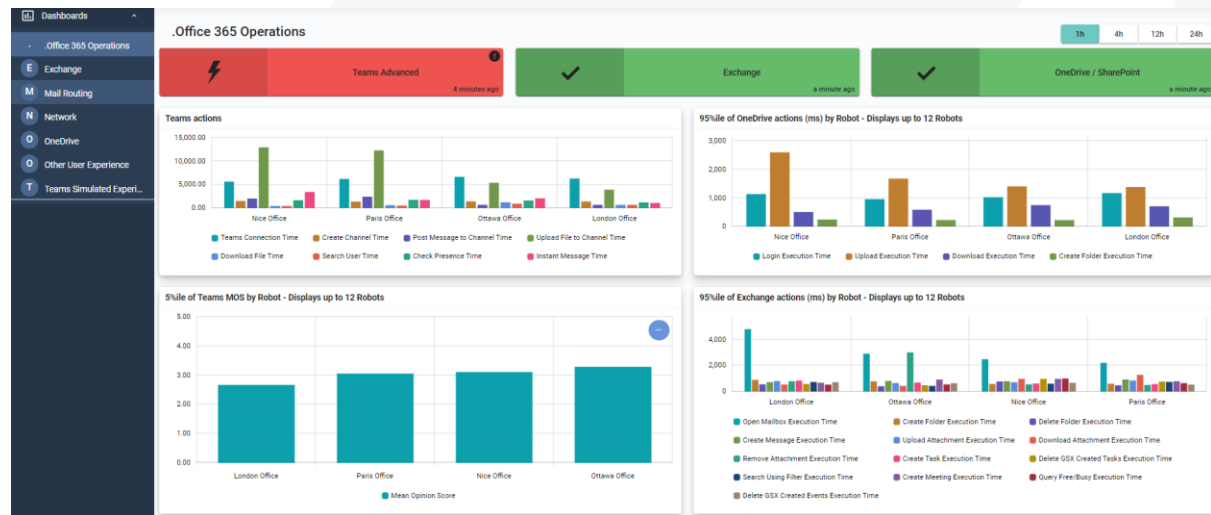 Dashboards
.Office 365 Operations
E Exchange
M Mail Routing
N Network
O OneDrive
O Other User Experience
T Teams Simulated Experi...
.Office 365 Operations
1h 4h 12h 24h
Teams Advanced
4 minutes ago
Exchange
a minute ago
OneDrive / SharePoint
a minute ago
Teams actions
15,000.00
10,000.00
5,000.00
0.00
Nice Office Paris Office Ottawa Office London Office
Teams Connection Time Create Channel Time Post Message to Channel Time Upload File to Channel Time
Download File Time Search User Time Check Presence Time Instant Message Time
95%ile of OneDrive actions (ms) by Robot - Displays up to 12 Robots
3,000
2,000
1,000
0
Nice Office Paris Office Ottawa Office London Office
Login Execution Time Upload Execution Time Download Execution Time Create Folder Execution Time
5%ile of Teams MOS by Robot - Displays up to 12 Robots
5.00
4.00
3.00
2.00
1.00
0.00
London Office Paris Office Nice Office Ottawa Office
Mean Opinion Score
95%ile of Exchange actions (ms) by Robot - Displays up to 12 Robots
4,000
2,000
0
London Office Ottawa Office Nice Office Paris Office
Open Mailbox Execution Time Create Folder Execution Time Delete Folder Execution Time
Create Message Execution Time Upload Attachment Execution Time Download Attachment Execution Time
Remove Attachment Execution Time Create Task Execution Time Delete GSX Created Tasks Execution Time
Search Using Filter Execution Time Create Meeting Execution Time Query Free/Busy Execution Time
Delete GSX Created Events Execution Time